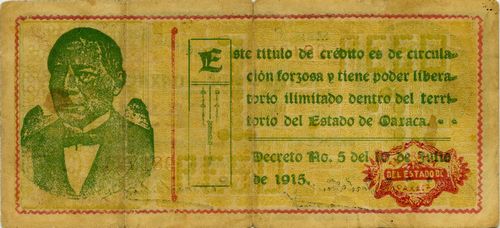 Este titulo de crédito es de circula-
ción forzosa y tiene poder libera-
torio ilimitado dentro del terri-
torio del Estado de Oaxaca.
Decreto No. 5 del 15 de Julio
de 1915.
DEL ESTADO DE